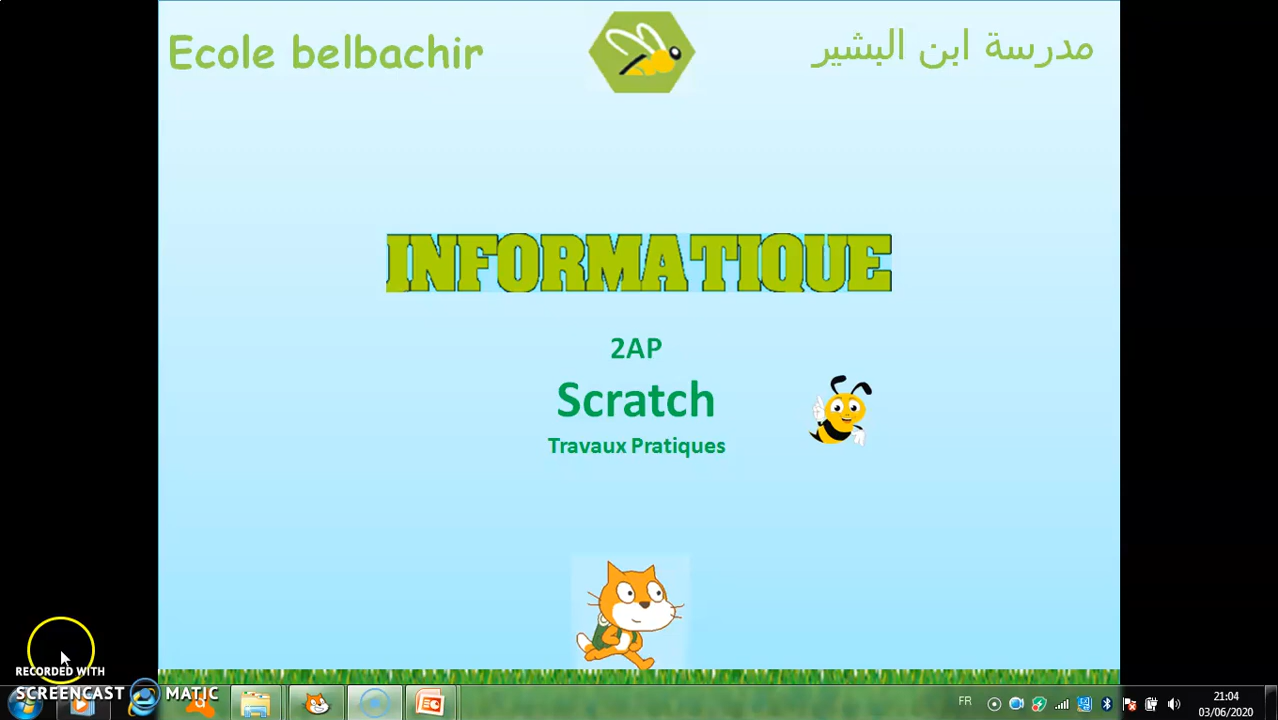 Ecole belbachir
مدرسة ابن البشير
INFORMATIQUE
2AP
Scratch
Travaux Pratiques
RECORDED WITH
SCREENCAST MATIC
FR
21:04
03/06/2020